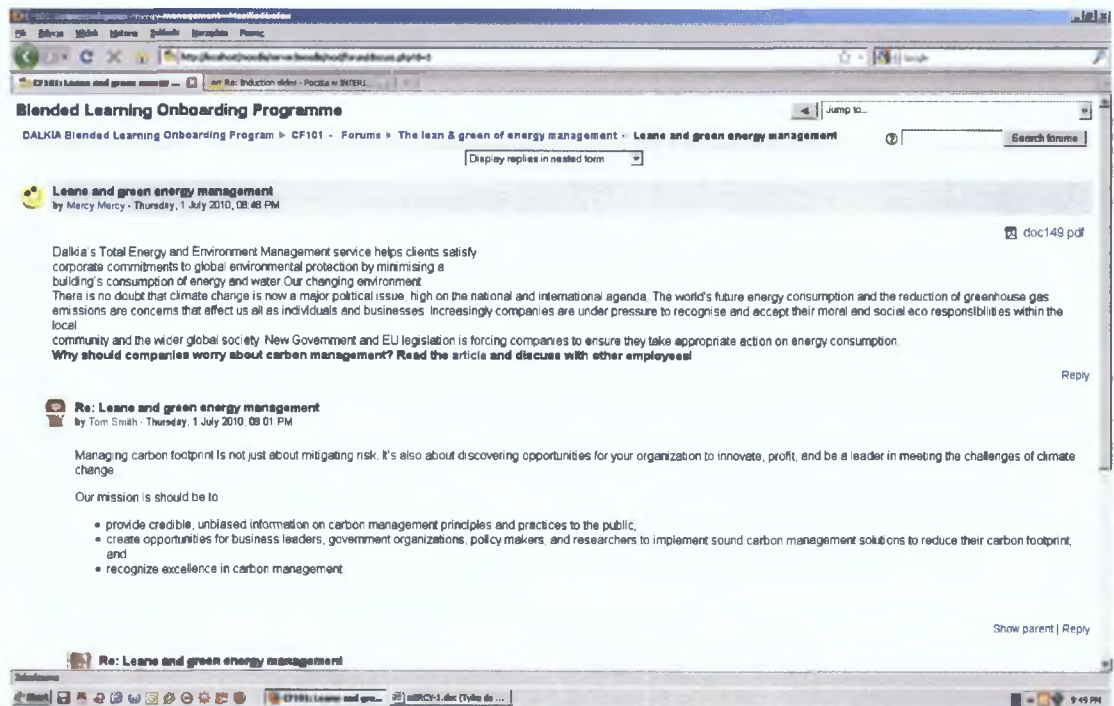 Blended Learning Onboarding Programme
Jump to...
DALKIA Blended Learning Onboarding Program ► CF101 - Forums ► The lean & green of energy management - Leane and green energy management
Search forums
Display replies in nested form
Leane and green energy management
by Mercy Mercy - Thursday, 1 July 2010, 08:48 PM
doc149 pdf
Dalkia's Total Energy and Environment Management service helps clients satisfy
corporate commitments to global environmental protection by minimising a
building's consumption of energy and water.Our changing environment
There is no doubt that climate change is now a major political issue, high on the national and international agenda. The world's future energy consumption and the reduction of greenhouse gas
emissions are concerns that affect us all as individuals and businesses. Increasingly companies are under pressure to recognise and accept their moral and social eco responsibilities within the
local
community and the wider global society. New Government and EU legislation is forcing companies to ensure they take appropriate action on energy consumption.
Why should companies worry about carbon management? Read the article and discuss with other employees!
Reply
Re: Leane and green energy management
by Tom Smith - Thursday, 1 July 2010, 09:01 PM
Managing carbon footprint is not just about mitigating risk. It's also about discovering opportunities for your organization to innovate, profit, and be a leader in meeting the challenges of climate
change
Our mission is should be to
• provide credible, unbiased information on carbon management principles and practices to the public,
• create opportunities for business leaders, government organizations, policy makers, and researchers to implement sound carbon management solutions to reduce their carbon footprint,
and
• recognize excellence in carbon management
Show parent | Reply
Re: Leane and green energy management
9:49 PM